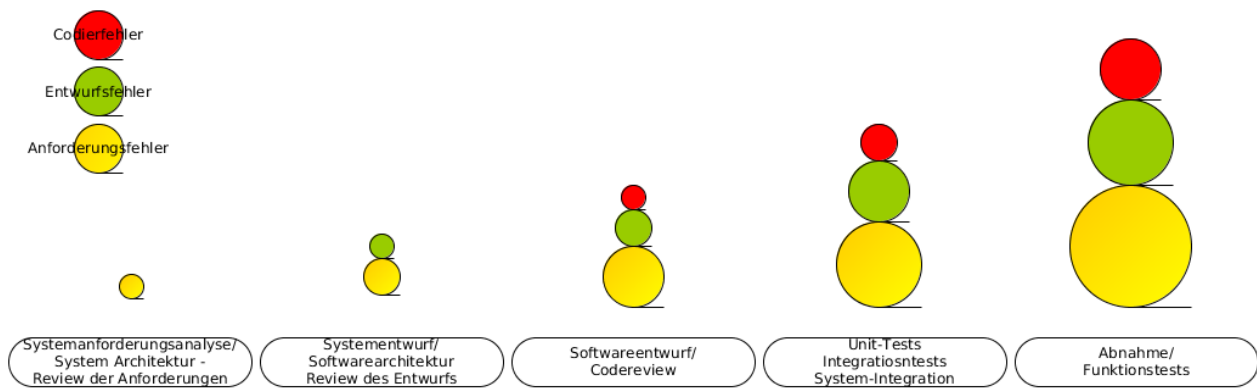 Codierfehler
Entwurfsfehler
Anforderungsfehler
Systemanforderungsanalyse/
System Architektur -
Review der Anforderungen
Systementwurf/
Softwarearchitektur
Review des Entwurfs
Softwareentwurf/
Codereview
Unit-Tests
Integratiosntests
System-Integration
Abnahme/
Funktionstests